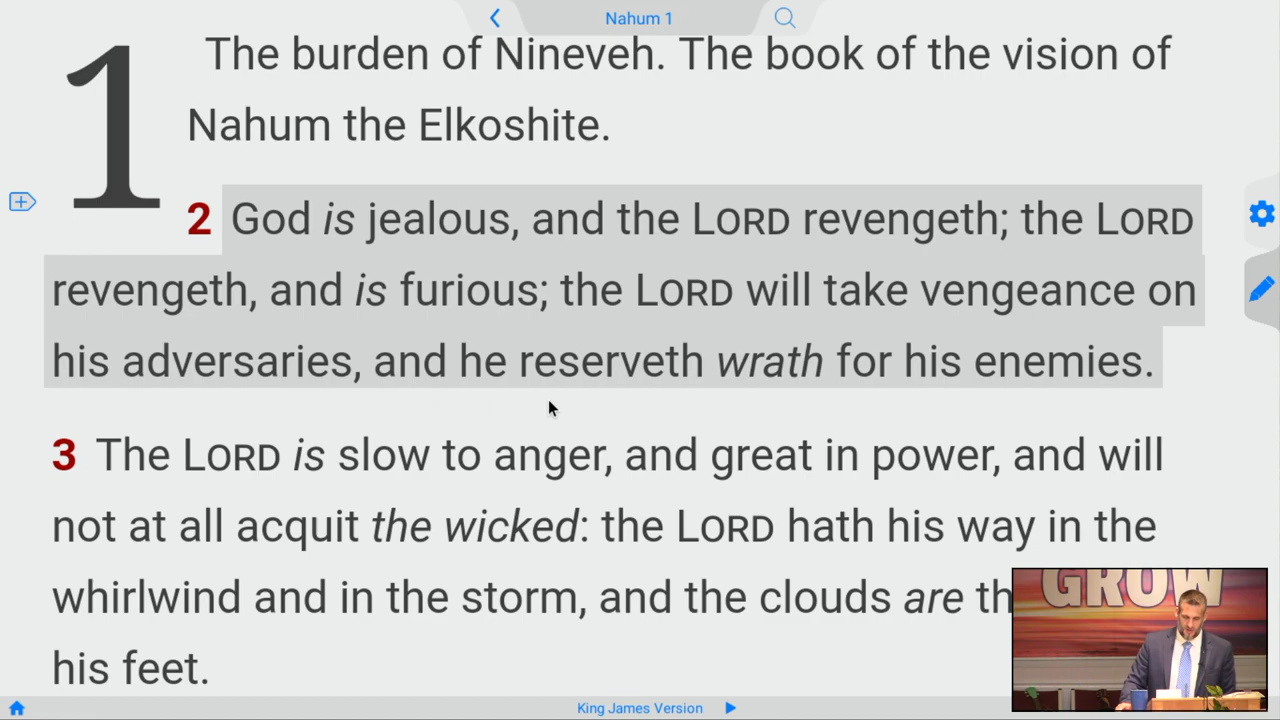 Nahum 1
1 The burden of Nineveh. The book of the vision of
Nahum the Elkoshite.
2 God is jealous, and the LORD revengeth; the LORD
revengeth, and is furious; the LORD will take vengeance on
his adversaries, and he reserveth wrath for his enemies.
3 The LORD is slow to anger, and great in power, and will
not at all acquit the wicked: the LORD hath his way in the
whirlwind and in the storm, and the clouds are th
his feet.
GROW
King James Version